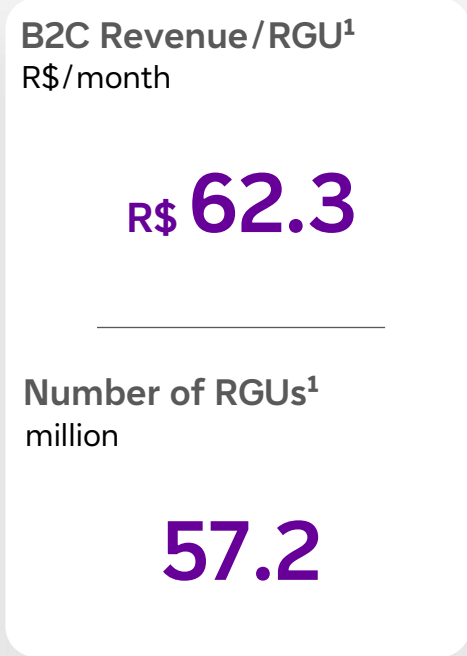 B2C Revenue/RGU¹
R$/month
R$ 62.3
Number of RGUs¹
million
57.2